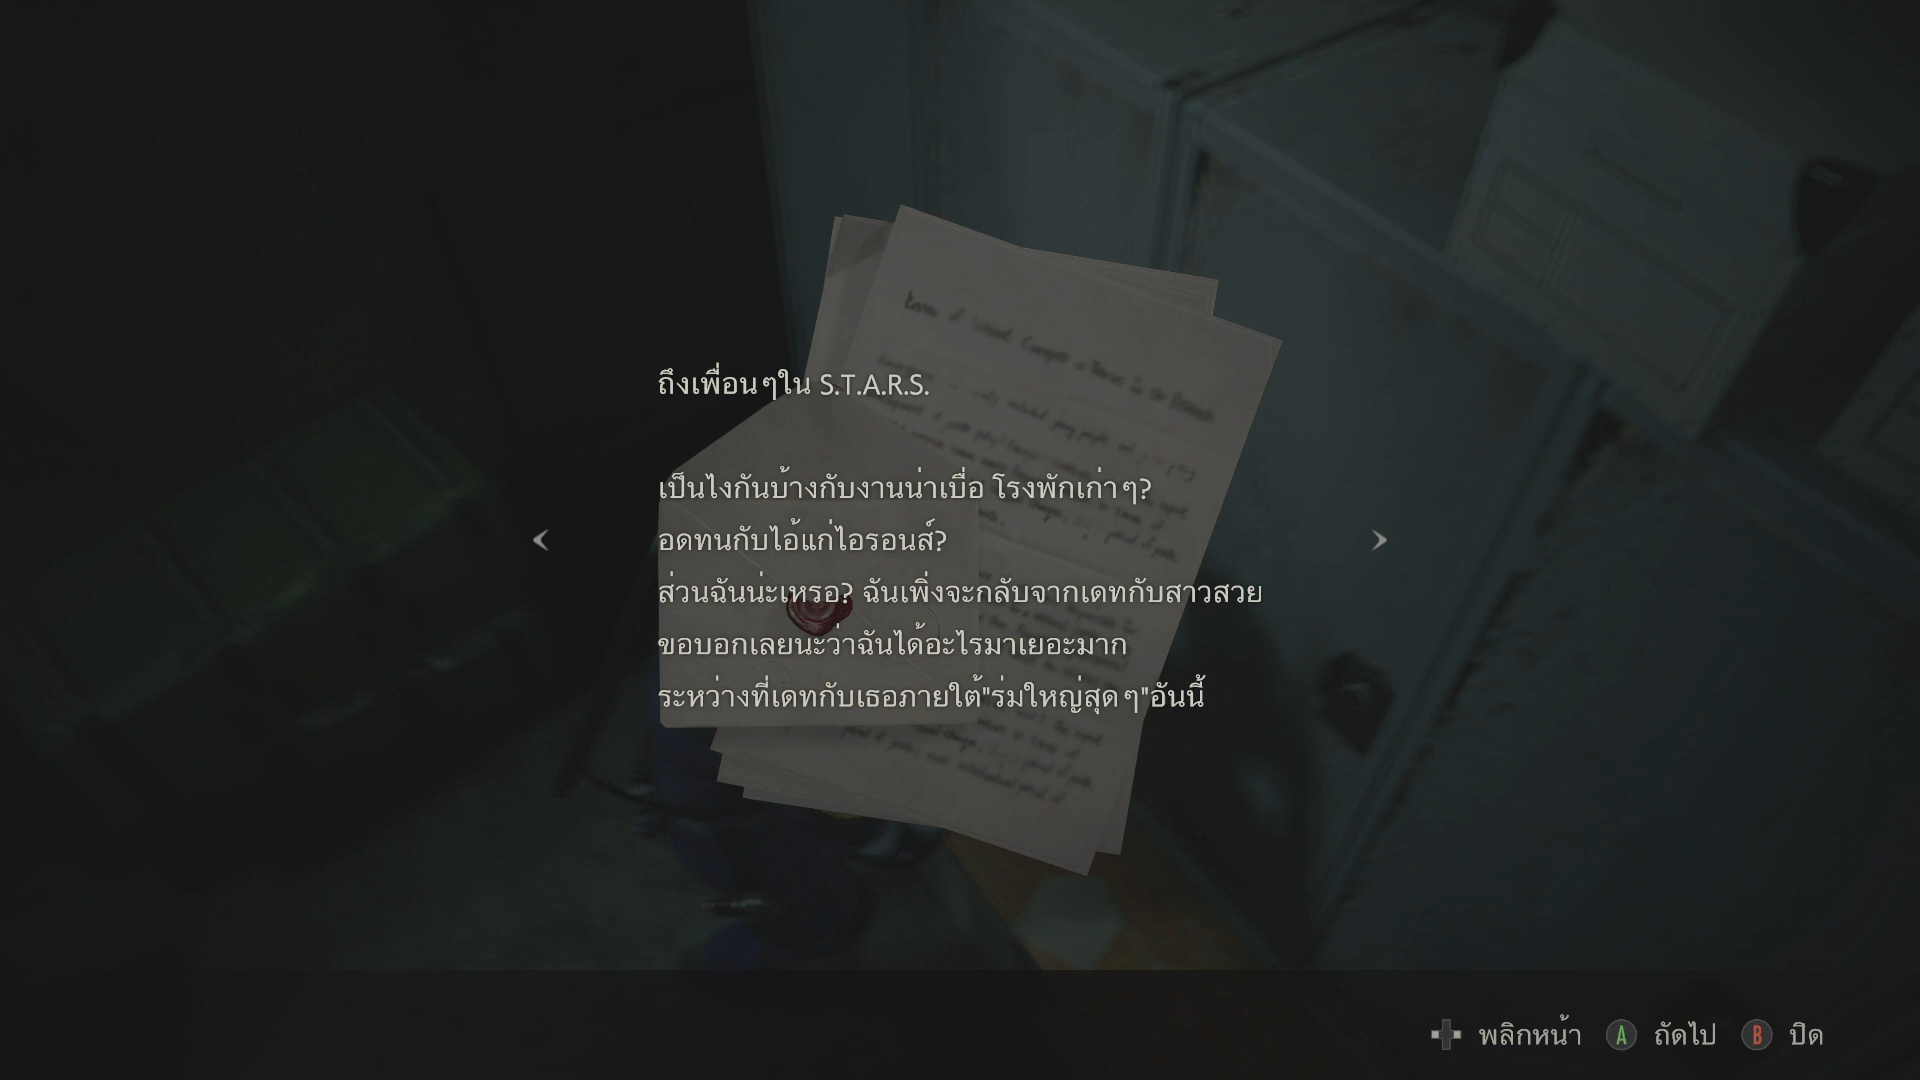 ถึงเพื่อนๆใน S.T.A.R.S.
เป็นไงกันบ้างกับงานน่าเบื่อ โรงพักเก่าๆ?
อดทนกับไอ้แก่ไอรอนส์?
ส่วนฉันน่ะเหรอ? ฉันเพิ่งจะกลับจากเดทกับสาวสวย
ขอบอกเลยนะว่าฉันได้อะไรมาเยอะมาก
ระหว่างที่เดทกับเธอภายใต้"ร่มใหญ่สุดๆ"อันนี้
พลิกหน้า A ถัดไป B ปิด